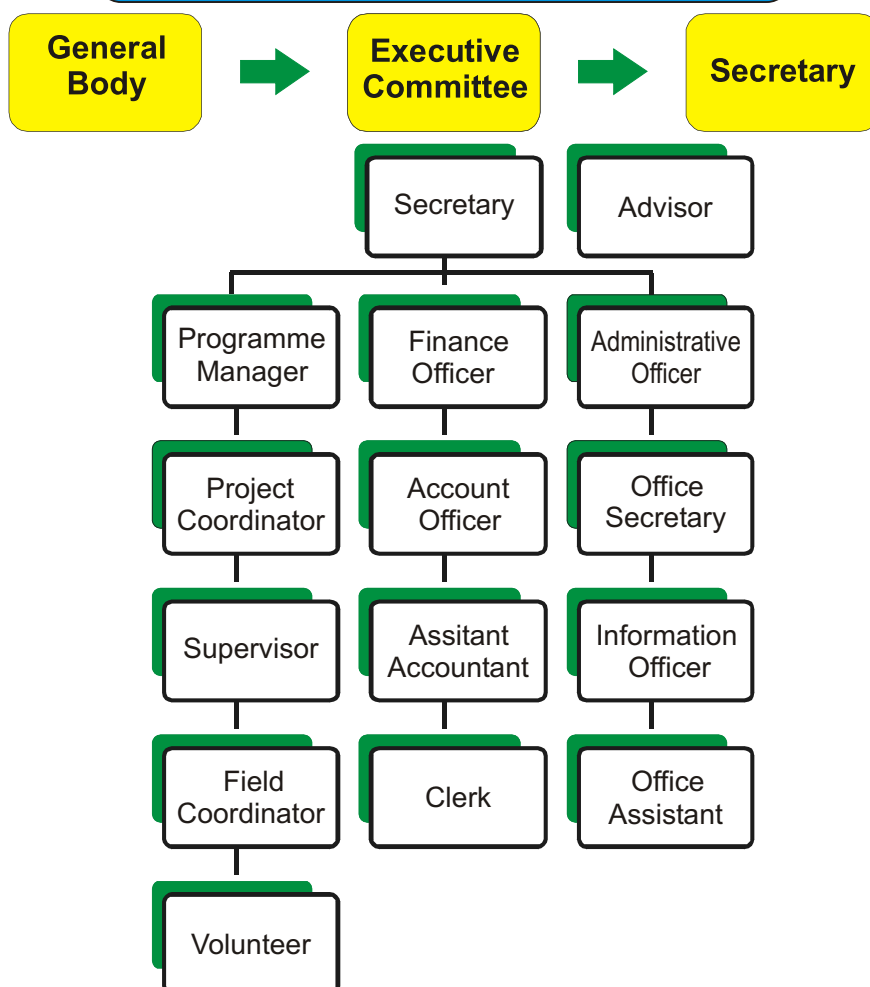 General
Body
Executive
Committee
Secretary
Secretary
Advisor
Programme
Manager
Finance
Officer
Administrative
Officer
Project
Coordinator
Account
Officer
Office
Secretary
Supervisor
Assitant
Accountant
Information
Officer
Field
Coordinator
Clerk
Office
Assistant
Volunteer